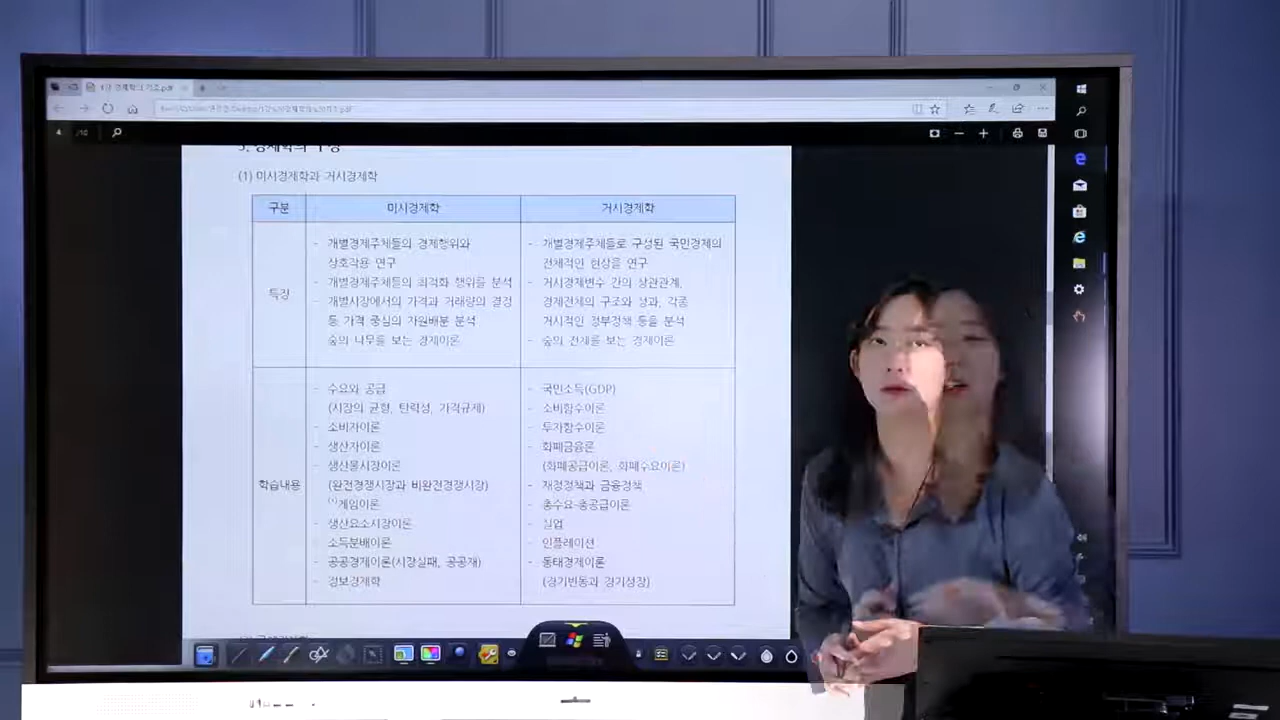 4 /10
(1) 미시경제학과 거시경제학
구분 미시경제학 거시경제학
특징
- 개별경제주체들의 경제행위와
상호작용 연구
- 개별경제주체들의 최적화 행위를 분석
- 개별시장에서의 가격과 거래량의 결정
등 가격 중심의 자원배분 분석
- 숲의 나무를 보는 경제이론
- 개별경제주체들로 구성된 국민경제의
전체적인 현상을 연구
- 거시경제변수 간의 상관관계,
경제전체의 구조와 성과, 각종
거시적인 정부정책 등을 분석
- 숲의 전체를 보는 경제이론
학습내용
- 수요와 공급
(시장의 균형, 탄력성, 가격규제)
- 소비자이론
- 생산자이론
- 생산물시장이론
(완전경쟁시장과 비완전경쟁시장)
게임이론
- 생산요소시장이론
- 소득분배이론
- 공공경제이론(시장실패, 공공재)
- 정보경제학
- 국민소득(GDP)
- 소비함수이론
- 투자함수이론
- 화폐금융론
(화폐공급이론, 화폐수요이론)
- 재정정책과 금융정책
- 총수요-총공급이론
- 실업
- 인플레이션
- 동태경제이론
(경기변동과 경기성장)